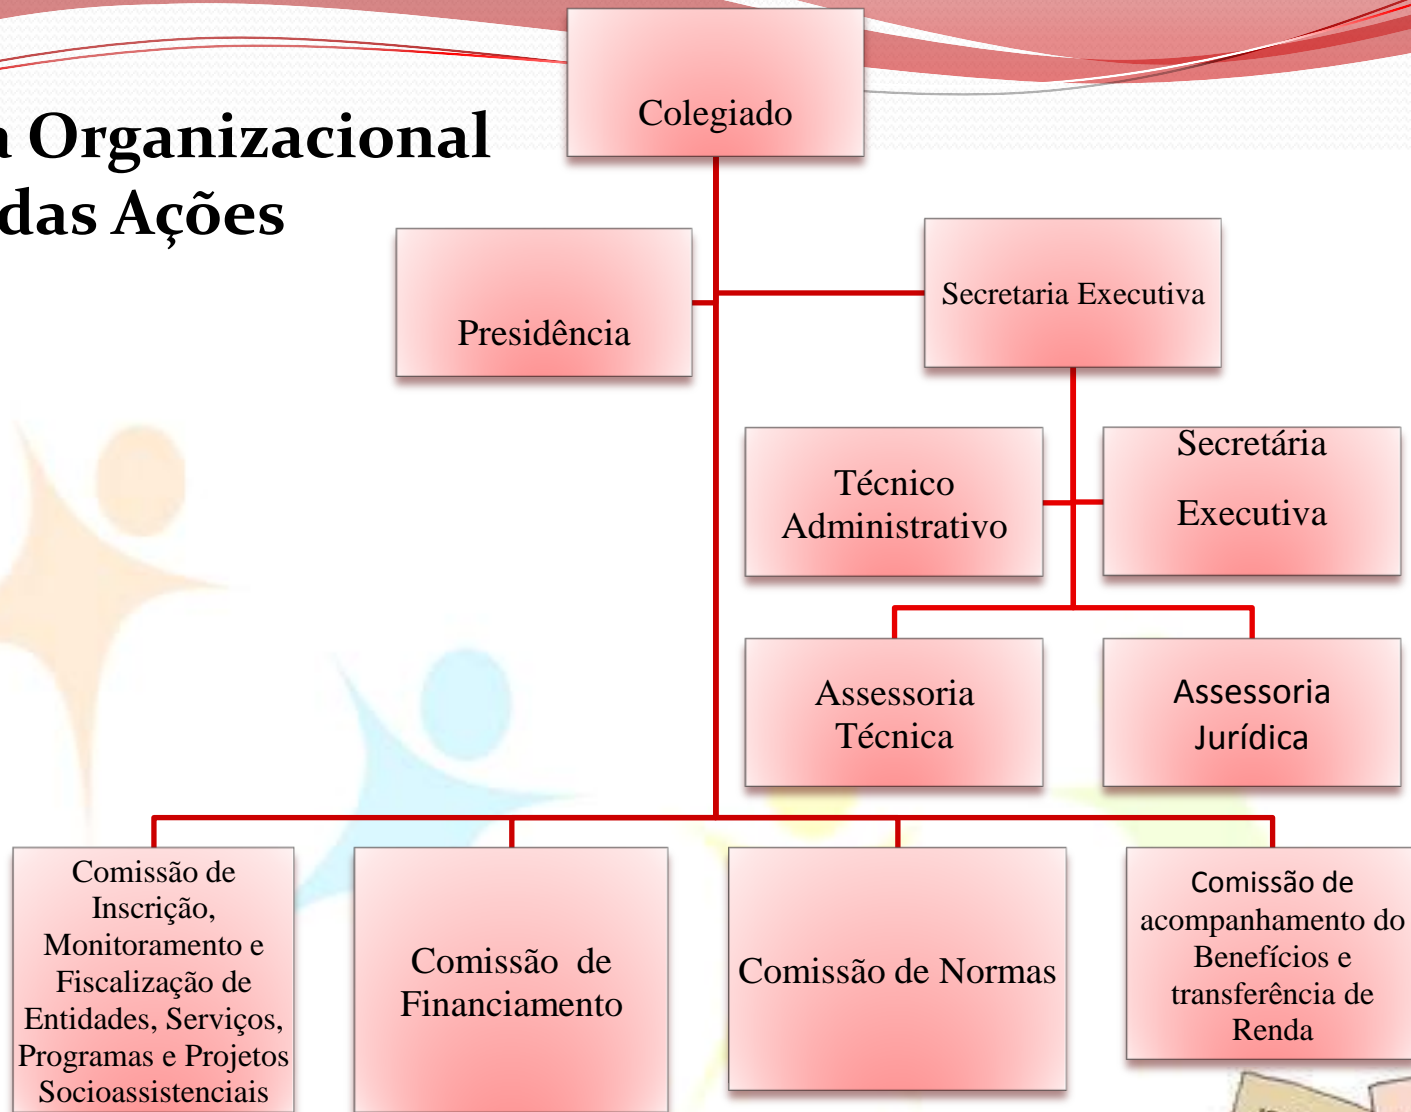 a Organizacional
das Ações
Colegiado
Presidência
Secretaria Executiva
Técnico
Administrativo
Secretária
Executiva
Assessoria
Técnica
Assessoria
Jurídica
Comissão de
Inscrição,
Monitoramento e
Fiscalização de
Entidades, Serviços,
Programas e Projetos
Socioassistenciais
Comissão de
Financiamento
Comissão de Normas
Comissão de
acompanhamento do
Benefícios e
transferência de
Renda